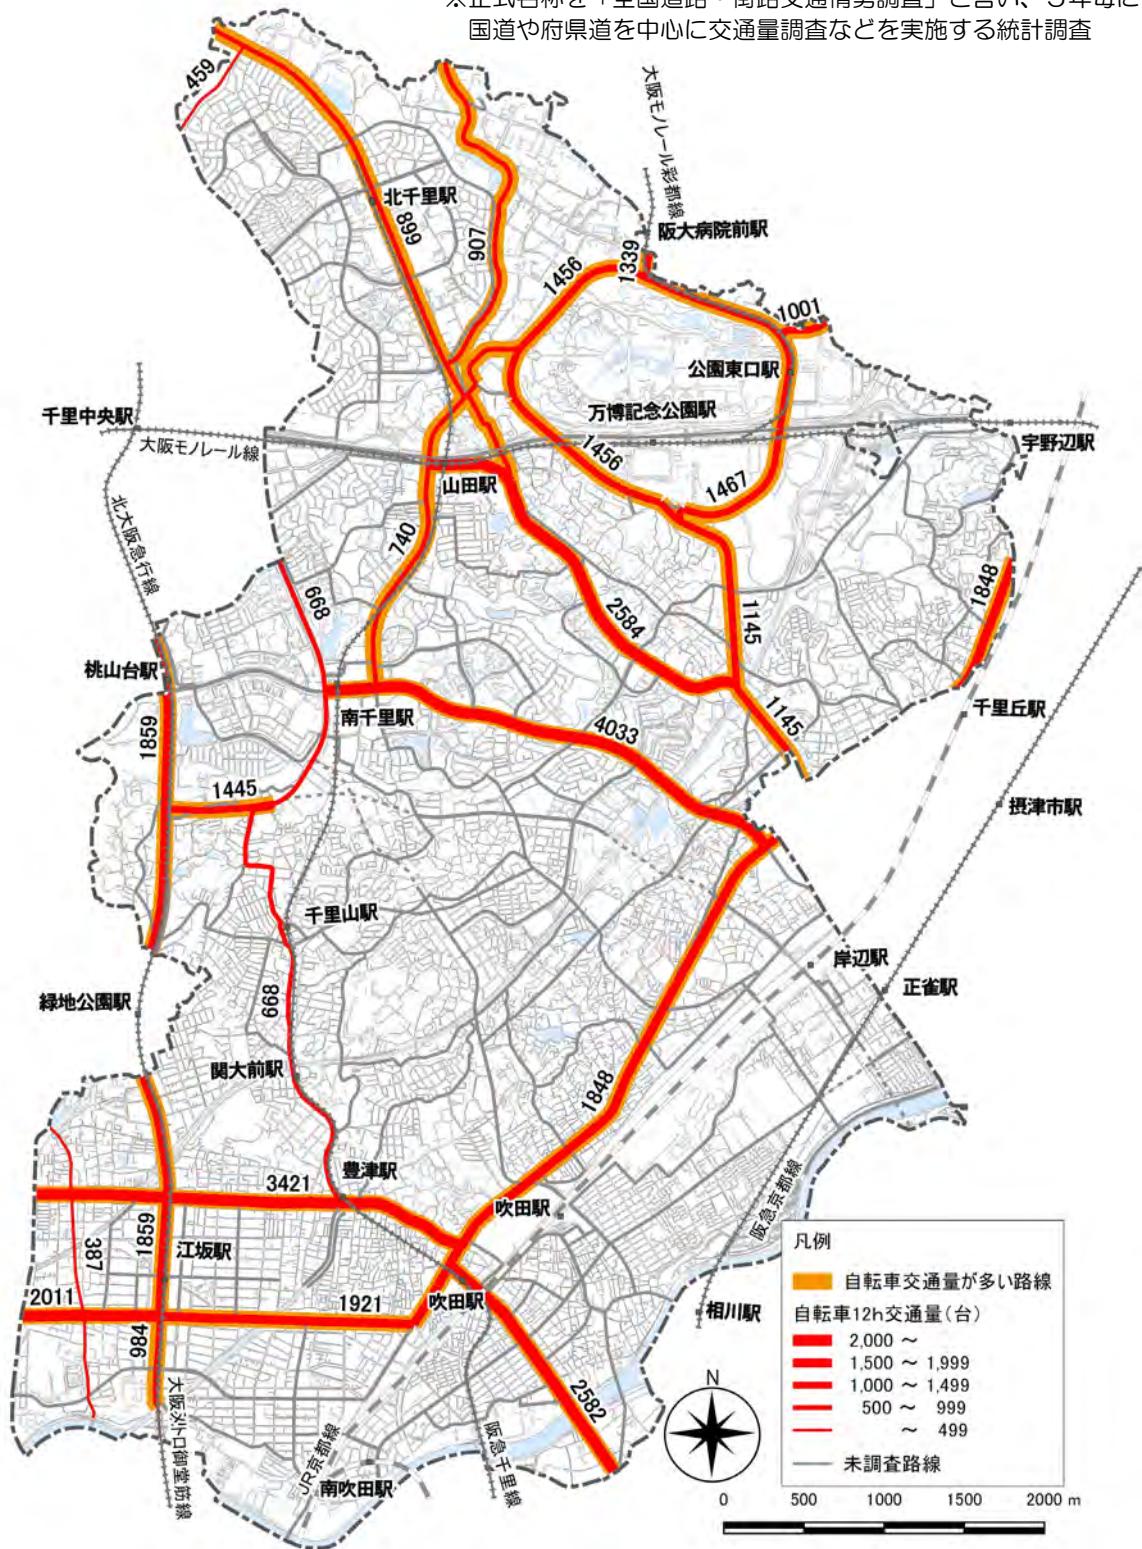 国道や府県道を中心に交通量調査などを実施する統計調査
459
大阪モノレール彩都線
北千里駅
899
907
阪大病院前駅
1339
1456
1001
公園東口駅
千里中央駅
万博記念公園駅
宇野辺駅
大阪モノレール線
1456
山田駅
1467
北大阪急行線
740
668
2584
1145
1848
桃山台駅
南千里駅
千里丘駅
1859
4033
1145
1445
摂津市駅
千里山駅
岸辺駅
正雀駅
緑地公園駅
668
関大前駅
1848
豊津駅
3421
吹田駅
阪急京都線
387
1859
江坂駅
2011
1921
吹田駅
相川駅
984
2582
大阪メトロ御堂筋線
JR京都線
阪急千里線
南吹田駅
凡例
自転車交通量が多い路線
自転車12h交通量(台)
2,000 ～
1,500 ～ 1,999
1,000 ～ 1,499
500 ～ 999
～ 499
未調査路線
N
0 500 1000 1500 2000 m